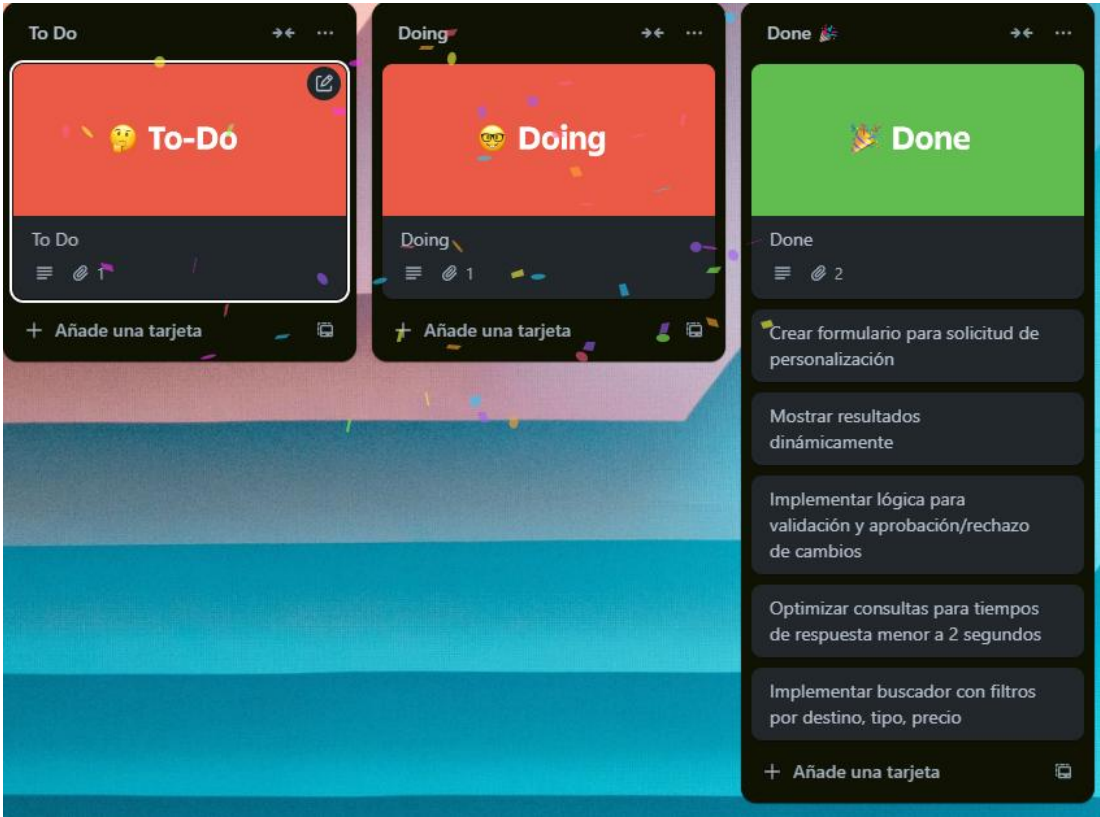 To Do
🤔 To-Do
To Do
1
+ Añade una tarjeta
Doing
🤓 Doing
Doing
1
+ Añade una tarjeta
Done 🎉
🎉 Done
Done
2
Crear formulario para solicitud de
personalización
Mostrar resultados
dinámicamente
Implementar lógica para
validación y aprobación/rechazo
de cambios
Optimizar consultas para tiempos
de respuesta menor a 2 segundos
Implementar buscador con filtros
por destino, tipo, precio
+ Añade una tarjeta